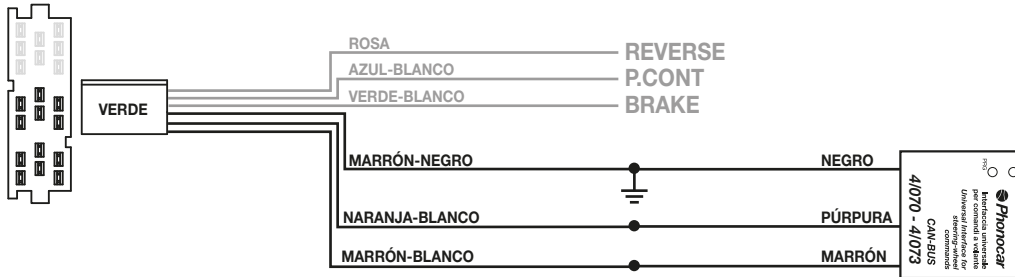 ROSA
REVERSE
AZUL-BLANCO
P.CONT
VERDE-BLANCO
BRAKE
VERDE
MARRÓN-NEGRO
NEGRO
NARANJA-BLANCO
PÚRPURA
MARRÓN-BLANCO
MARRÓN
PRG
Phonocar
Interfaccia universale
per comandi a volante
Universal Interface for
steering-wheel
commands
CAN-BUS
4/070 - 4/073